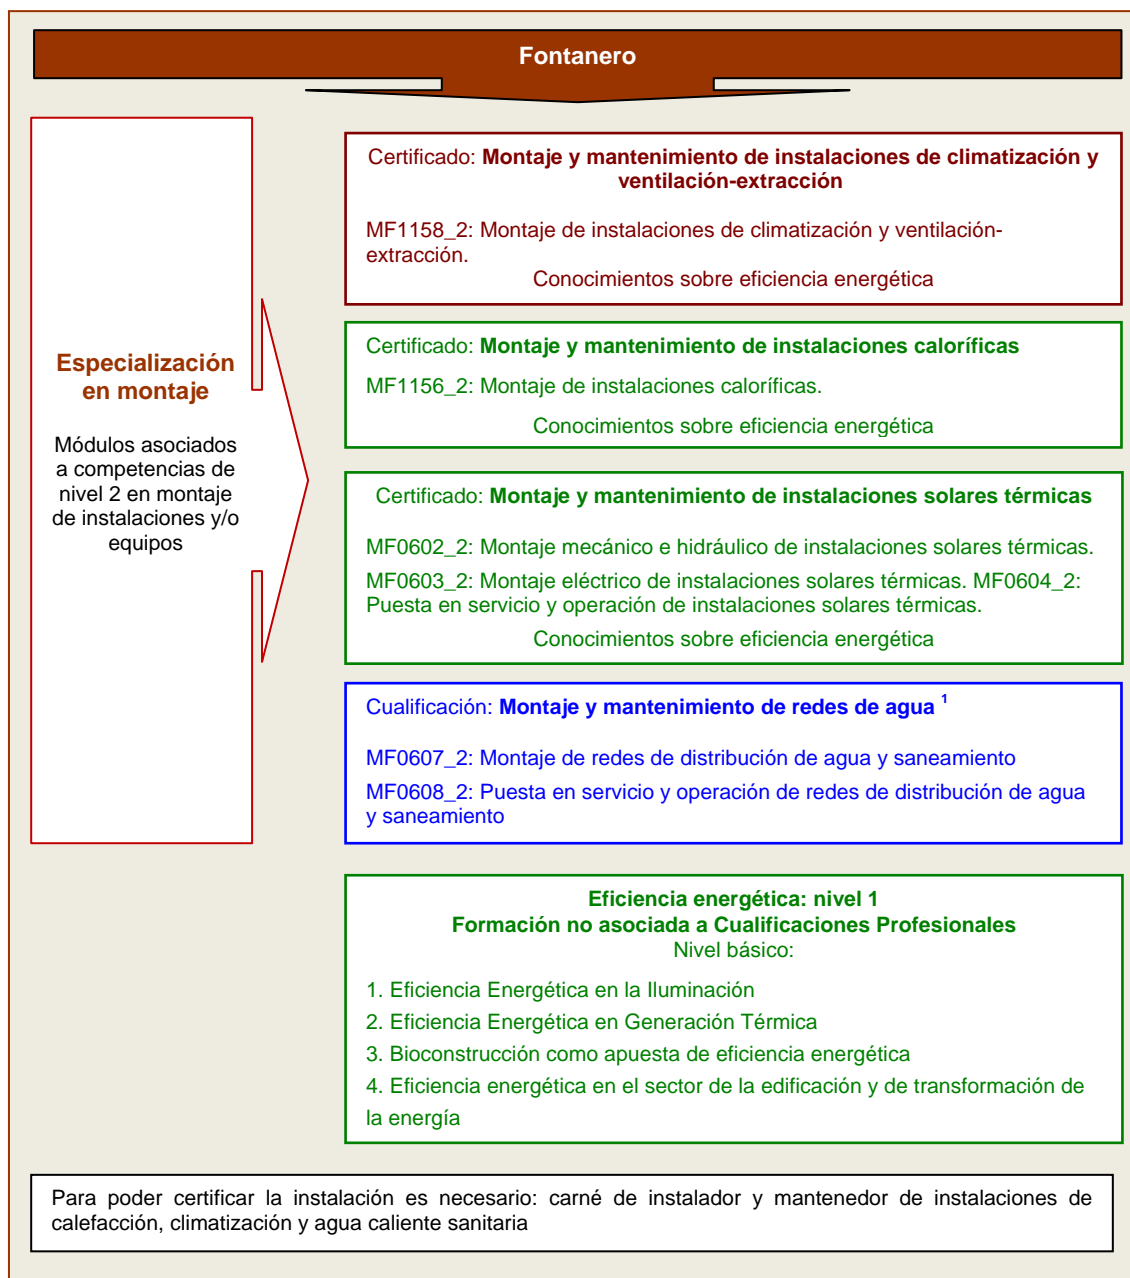 Fontanero
Especialización
en montaje
Módulos asociados
a competencias de
nivel 2 en montaje
de instalaciones y/o
equipos
Certificado: Montaje y mantenimiento de instalaciones de climatización y
ventilación-extracción
MF1158_2: Montaje de instalaciones de climatización y ventilación-
extracción.
Conocimientos sobre eficiencia energética
Certificado: Montaje y mantenimiento de instalaciones caloríficas
MF1156_2: Montaje de instalaciones caloríficas.
Conocimientos sobre eficiencia energética
Certificado: Montaje y mantenimiento de instalaciones solares térmicas
MF0602_2: Montaje mecánico e hidráulico de instalaciones solares térmicas.
MF0603_2: Montaje eléctrico de instalaciones solares térmicas. MF0604_2:
Puesta en servicio y operación de instalaciones solares térmicas.
Conocimientos sobre eficiencia energética
Cualificación: Montaje y mantenimiento de redes de agua 1
MF0607_2: Montaje de redes de distribución de agua y saneamiento
MF0608_2: Puesta en servicio y operación de redes de distribución de agua
y saneamiento
Eficiencia energética: nivel 1
Formación no asociada a Cualificaciones Profesionales
Nivel básico:
1. Eficiencia Energética en la Iluminación
2. Eficiencia Energética en Generación Térmica
3. Bioconstrucción como apuesta de eficiencia energética
4. Eficiencia energética en el sector de la edificación y de transformación de
la energía
Para poder certificar la instalación es necesario: carné de instalador y mantenedor de instalaciones de
calefacción, climatización y agua caliente sanitaria